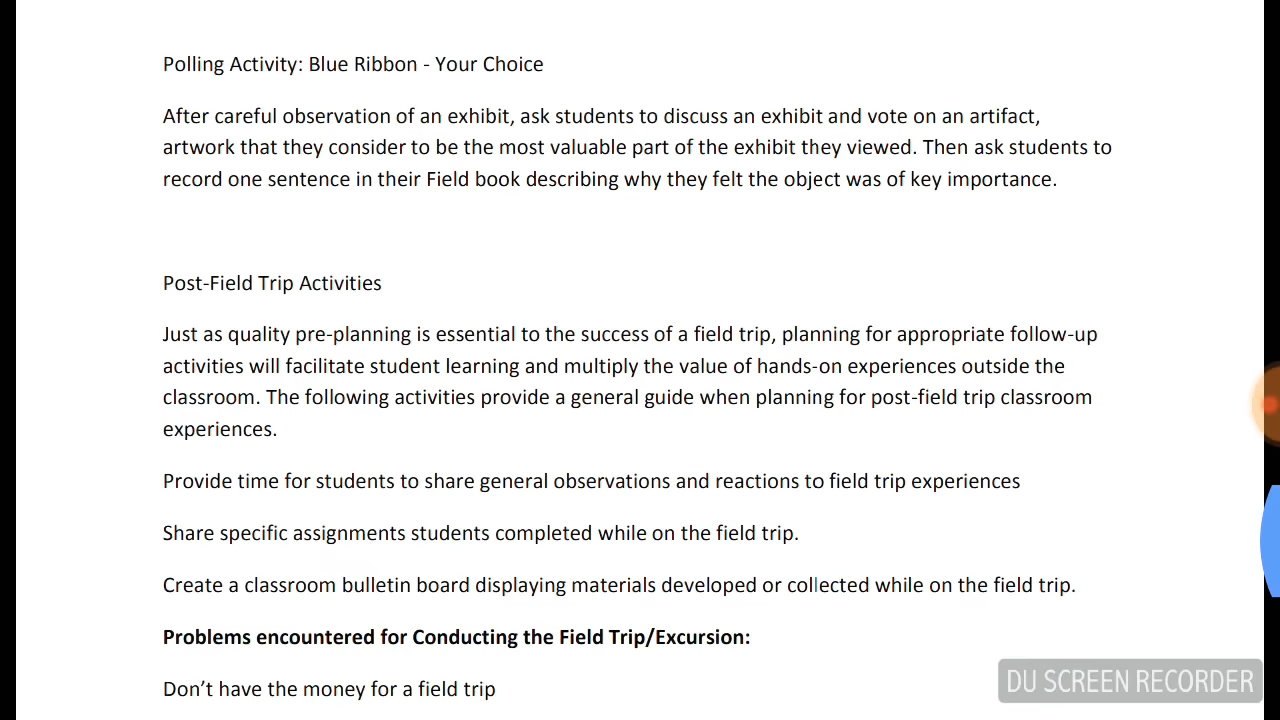 Polling Activity: Blue Ribbon - Your Choice
After careful observation of an exhibit, ask students to discuss an exhibit and vote on an artifact,
artwork that they consider to be the most valuable part of the exhibit they viewed. Then ask students to
record one sentence in their Field book describing why they felt the object was of key importance.
Post-Field Trip Activities
Just as quality pre-planning is essential to the success of a field trip, planning for appropriate follow-up
activities will facilitate student learning and multiply the value of hands-on experiences outside the
classroom. The following activities provide a general guide when planning for post-field trip classroom
experiences.
Provide time for students to share general observations and reactions to field trip experiences
Share specific assignments students completed while on the field trip.
Create a classroom bulletin board displaying materials developed or collected while on the field trip.
Problems encountered for Conducting the Field Trip/Excursion:
Don’t have the money for a field trip
DU SCREEN RECORDER